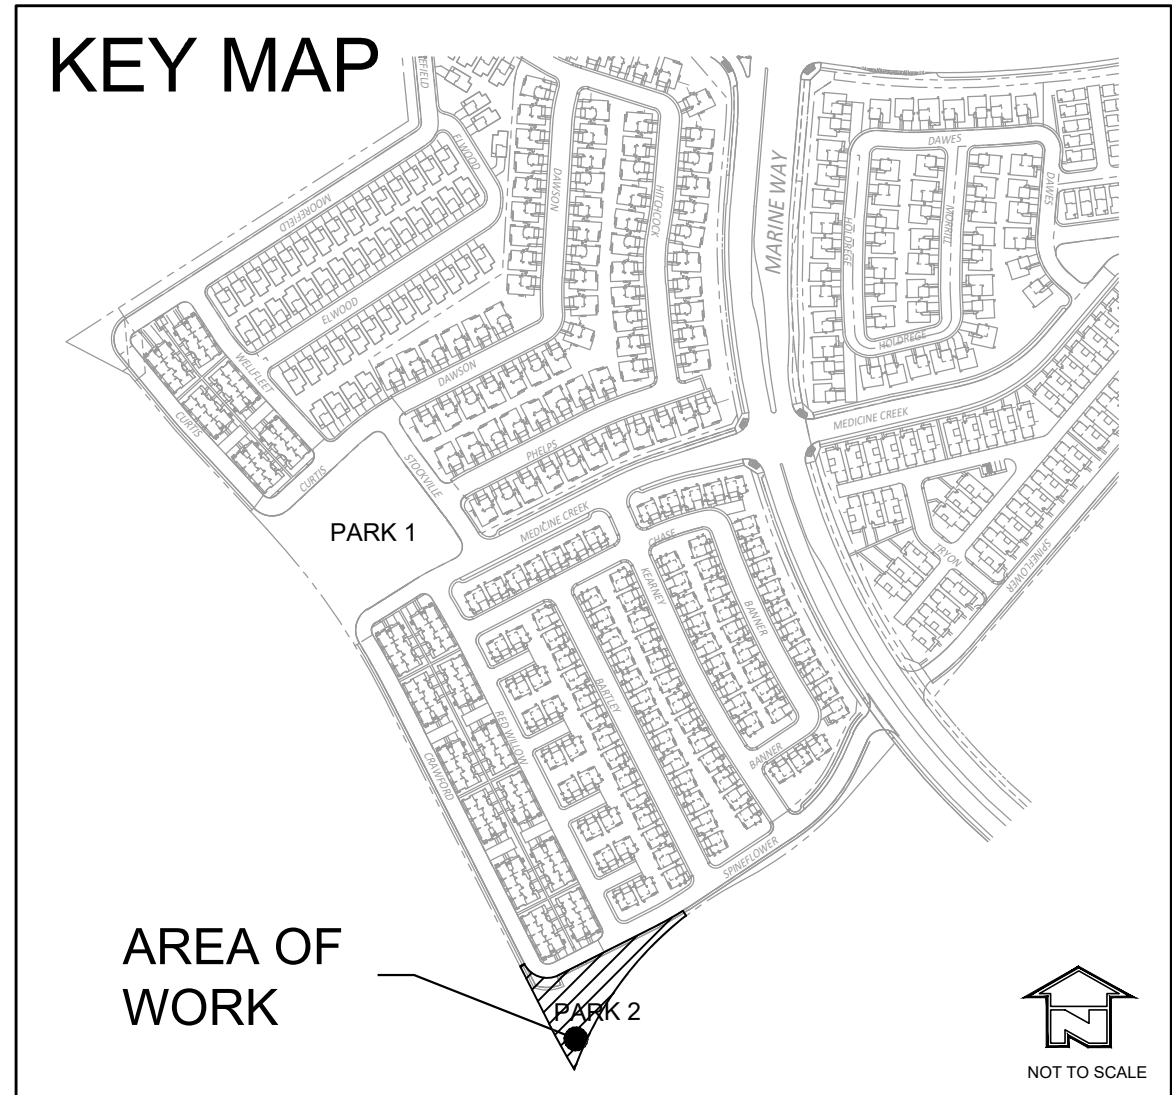 KEY MAP
EFIELD
ELWOOD
MOOREFIELD
DAWSON
HITCHCOCK
MARINE WAY
DAWES
DAWES
HOLDREGE
MORRILL
HOLDREGE
ELWOOD
WELLFLEET
DAWSON
CURTIS
CURTIS
STOCKVILLE
PHELPS
MEDICINE CREEK
MEDICINE CREEK
PARK 1
CHASE
KEARNEY
BANNER
TRYON
SPINEFLOWER
BARTLEY
RED WILLOW
CRAWFORD
BANNER
SPINEFLOWER
AREA OF
WORK
PARK 2
N
NOT TO SCALE